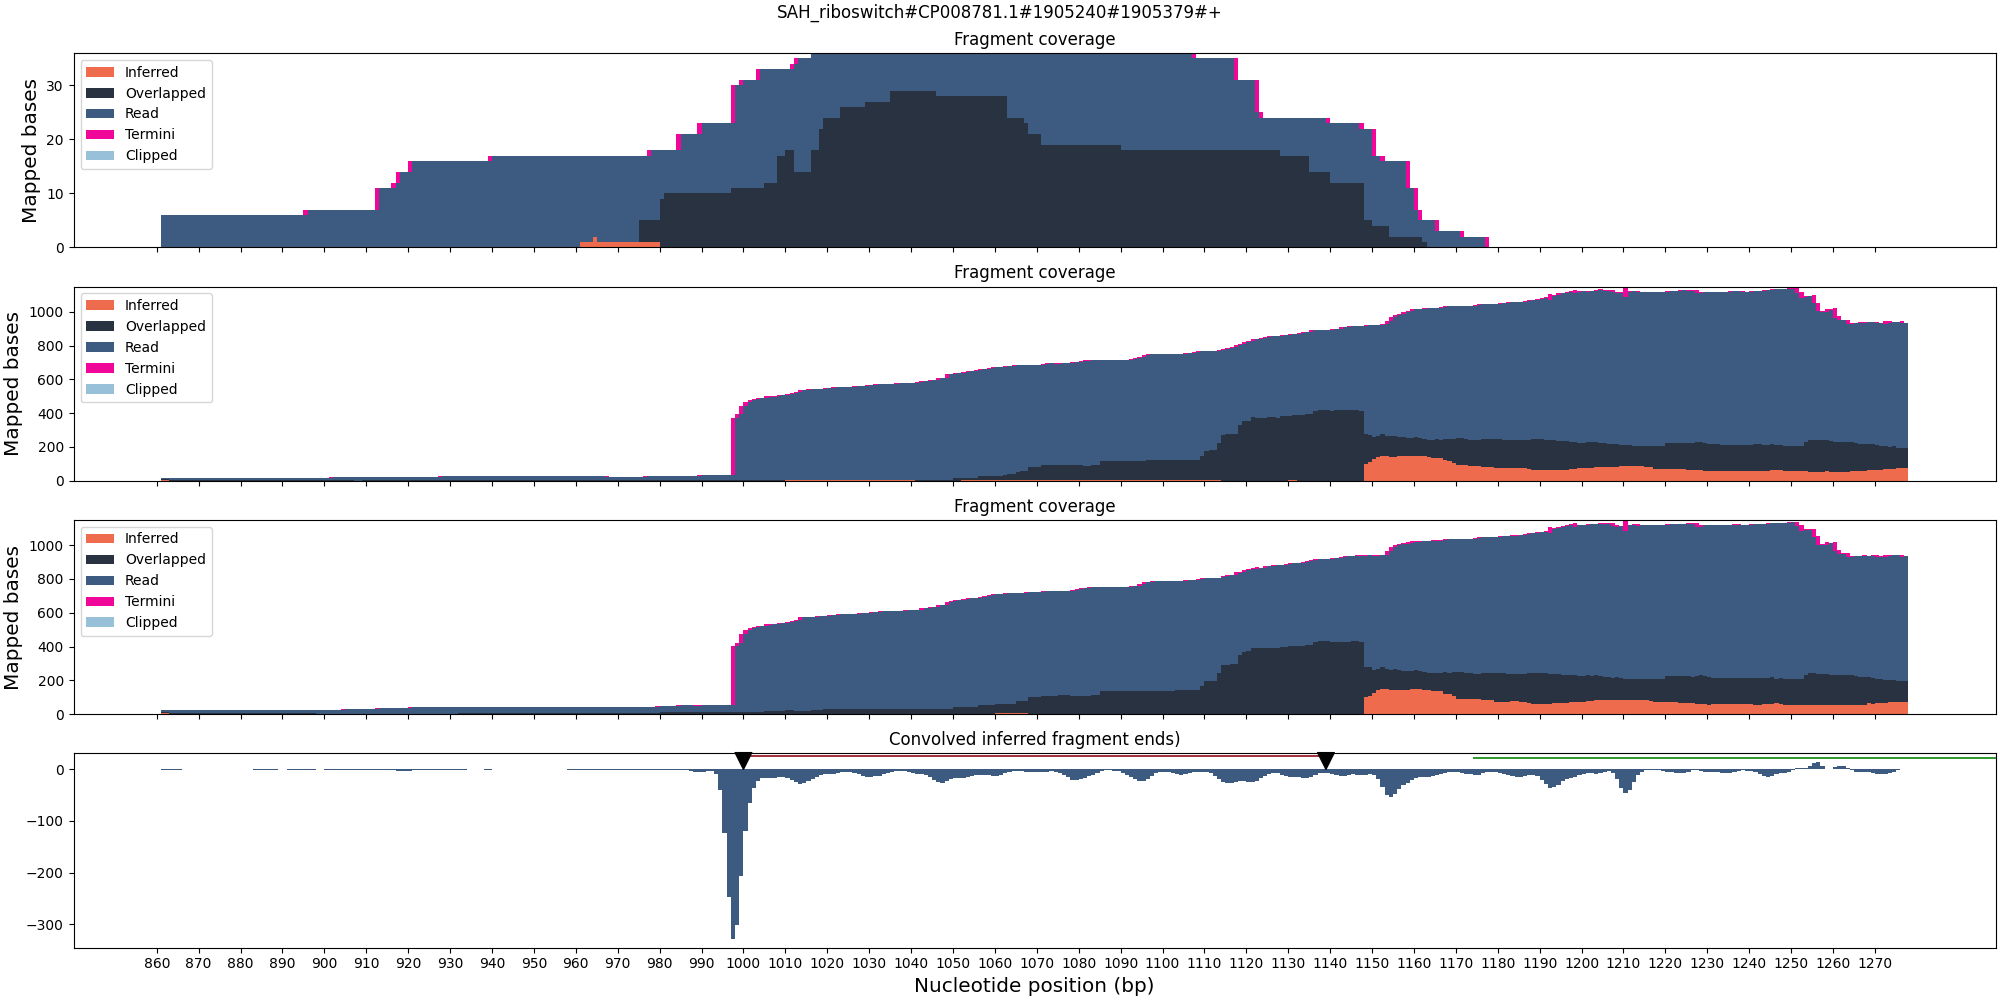 SAH_riboswitch#CP008781.1#1905240#1905379#+
Fragment coverage
Mapped bases
30
20
10
0
Inferred
Overlapped
Read
Termini
Clipped
Fragment coverage
Mapped bases
1000
800
600
400
200
0
Inferred
Overlapped
Read
Termini
Clipped
Fragment coverage
Mapped bases
1000
800
600
400
200
0
Inferred
Overlapped
Read
Termini
Clipped
Convolved inferred fragment ends)
0
−100
−200
−300
860 870 880 890 900 910 920 930 940 950 960 970 980 990 1000 1010 1020 1030 1040 1050 1060 1070 1080 1090 1100 1110 1120 1130 1140 1150 1160 1170 1180 1190 1200 1210 1220 1230 1240 1250 1260 1270
Nucleotide position (bp)